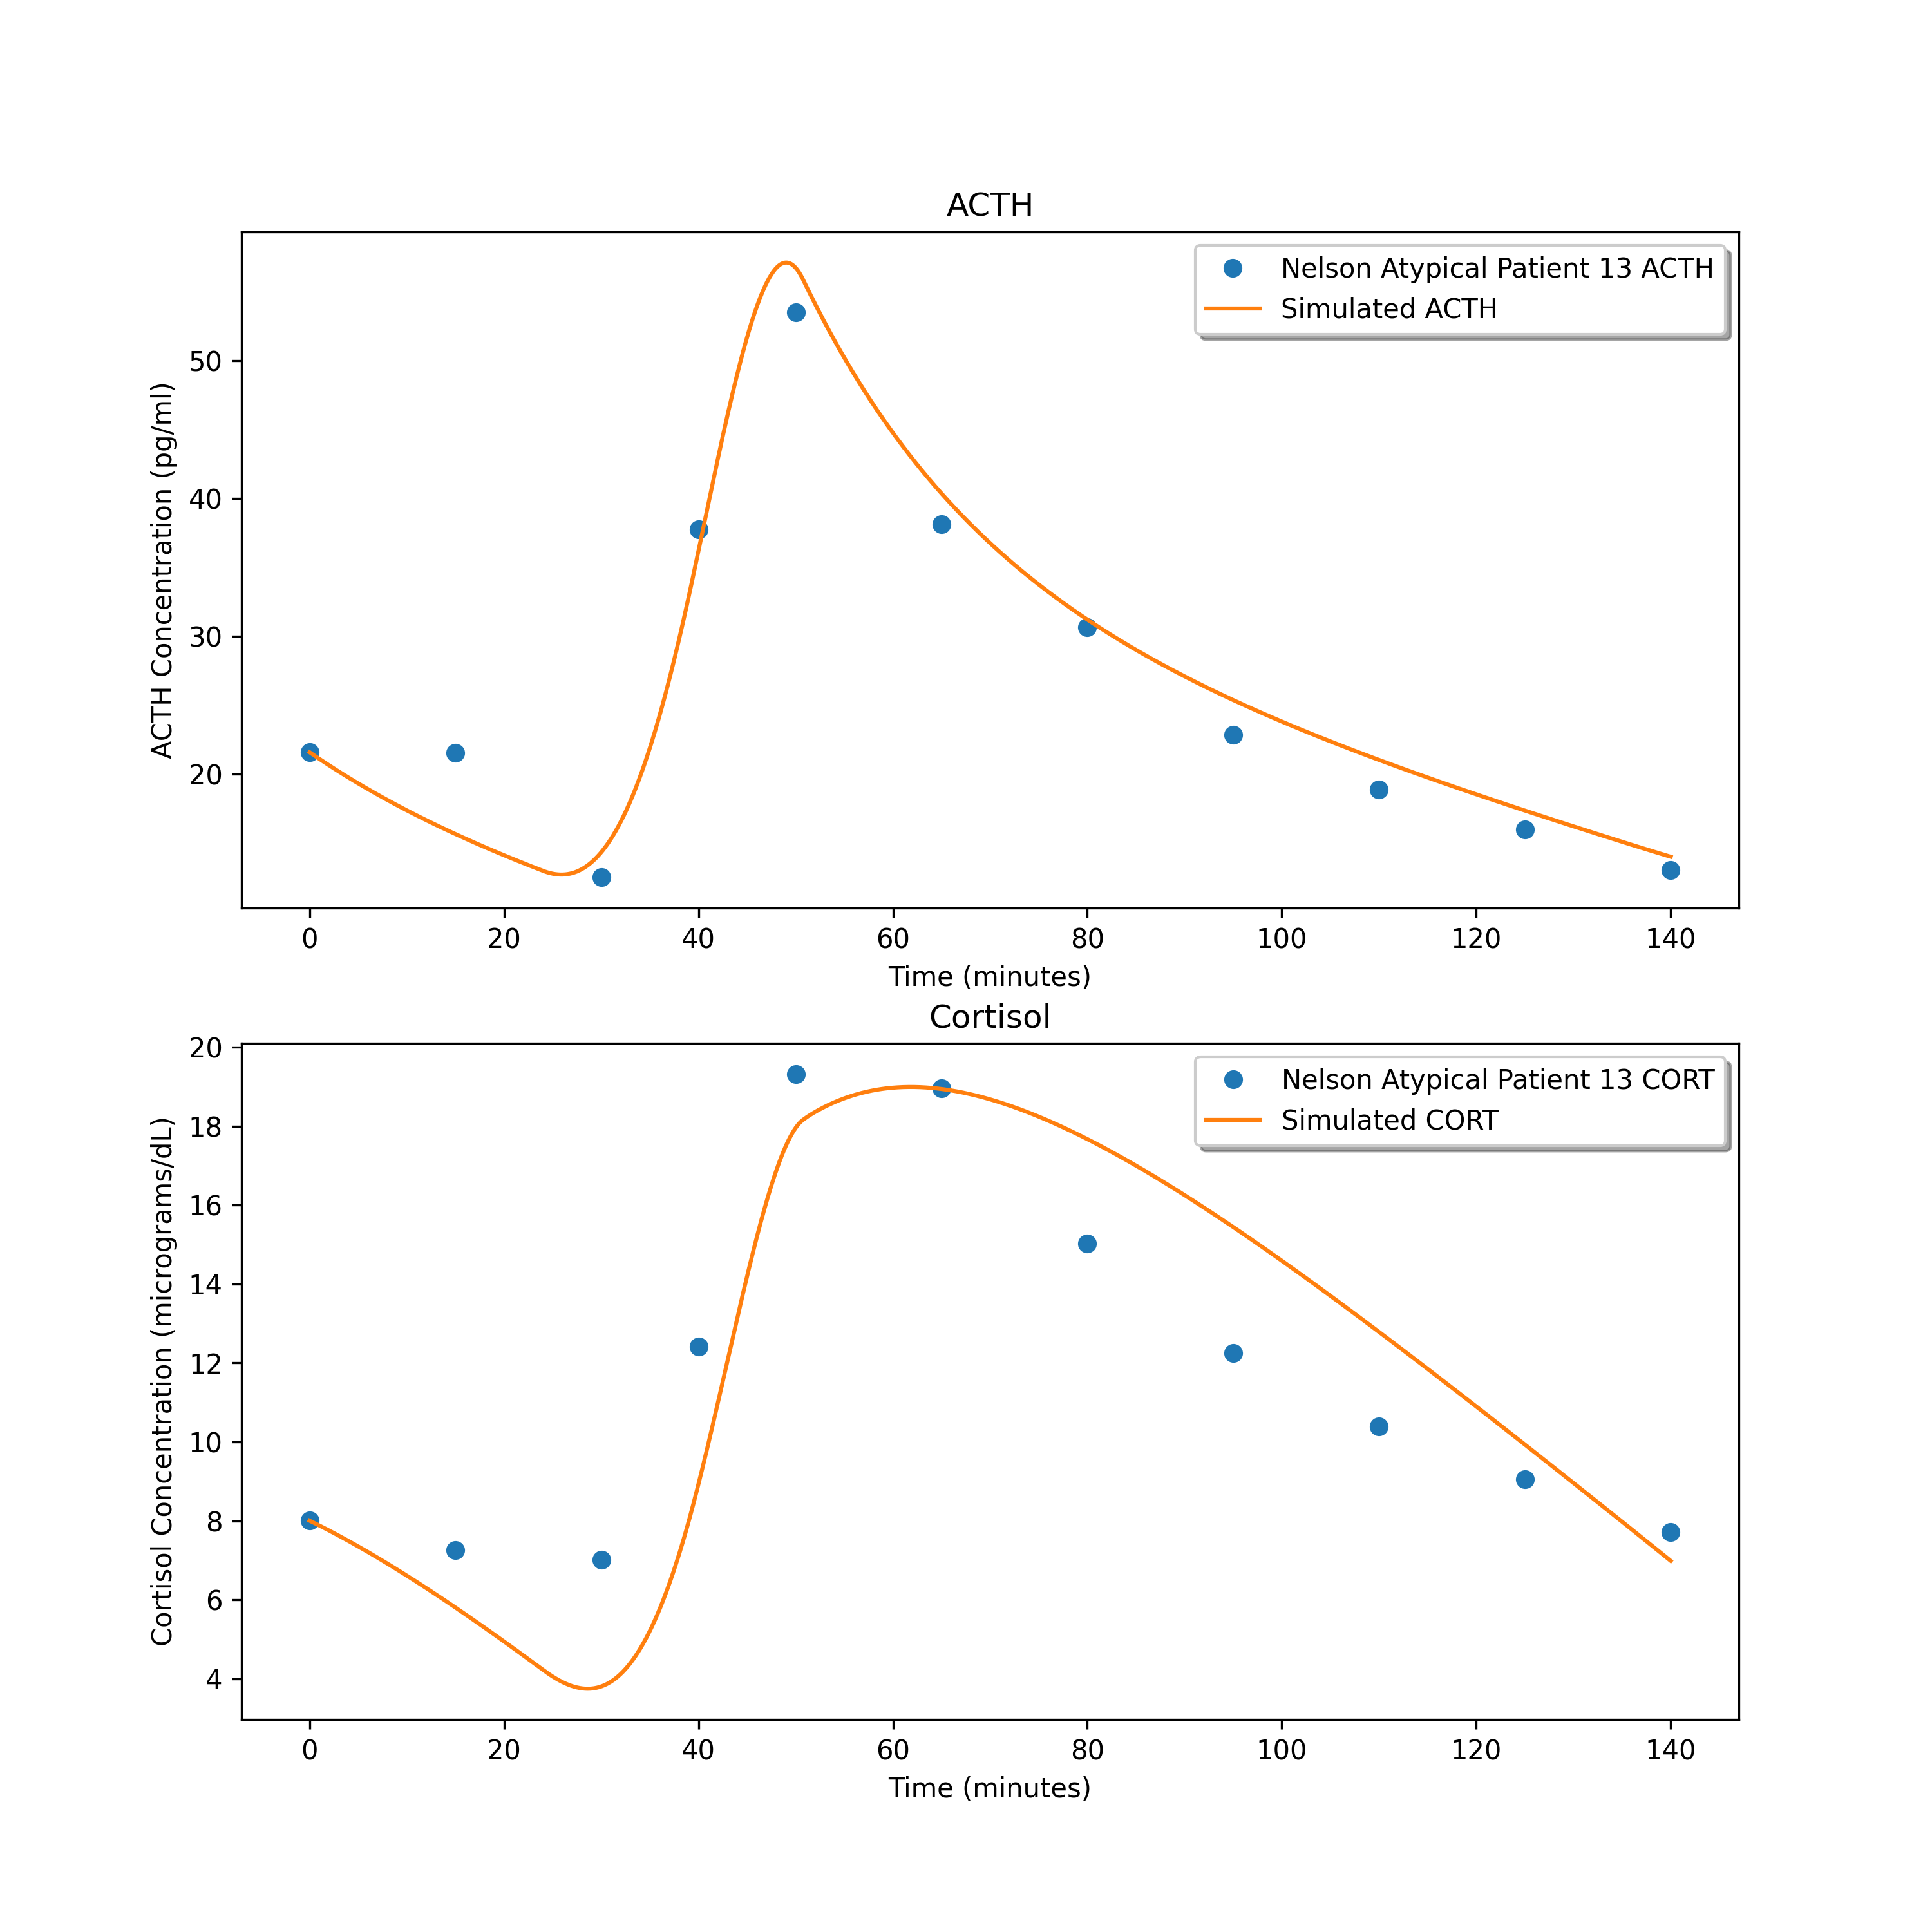 ACTH
Nelson Atypical Patient 13 ACTH
Simulated ACTH
ACTH Concentration (pg/ml)
50
40
30
20
0 20 40 60 80 100 120 140
Time (minutes)
Cortisol
Nelson Atypical Patient 13 CORT
Simulated CORT
Cortisol Concentration (micrograms/dL)
20
18
16
14
12
10
8
6
4
0 20 40 60 80 100 120 140
Time (minutes)